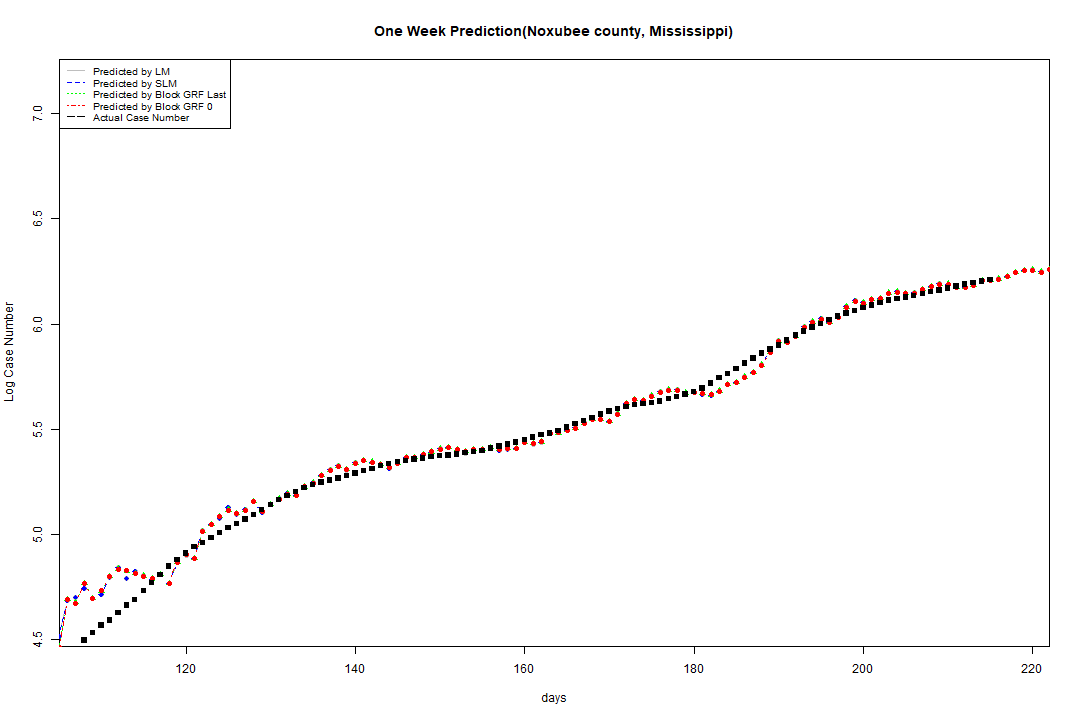 One Week Prediction(Noxubee county, Mississippi)
Predicted by LM
Predicted by SLM
Predicted by Block GRF Last
Predicted by Block GRF 0
Actual Case Number
7.0
6.5
6.0
5.5
5.0
4.5
Log Case Number
120 140 160 180 200 220
days